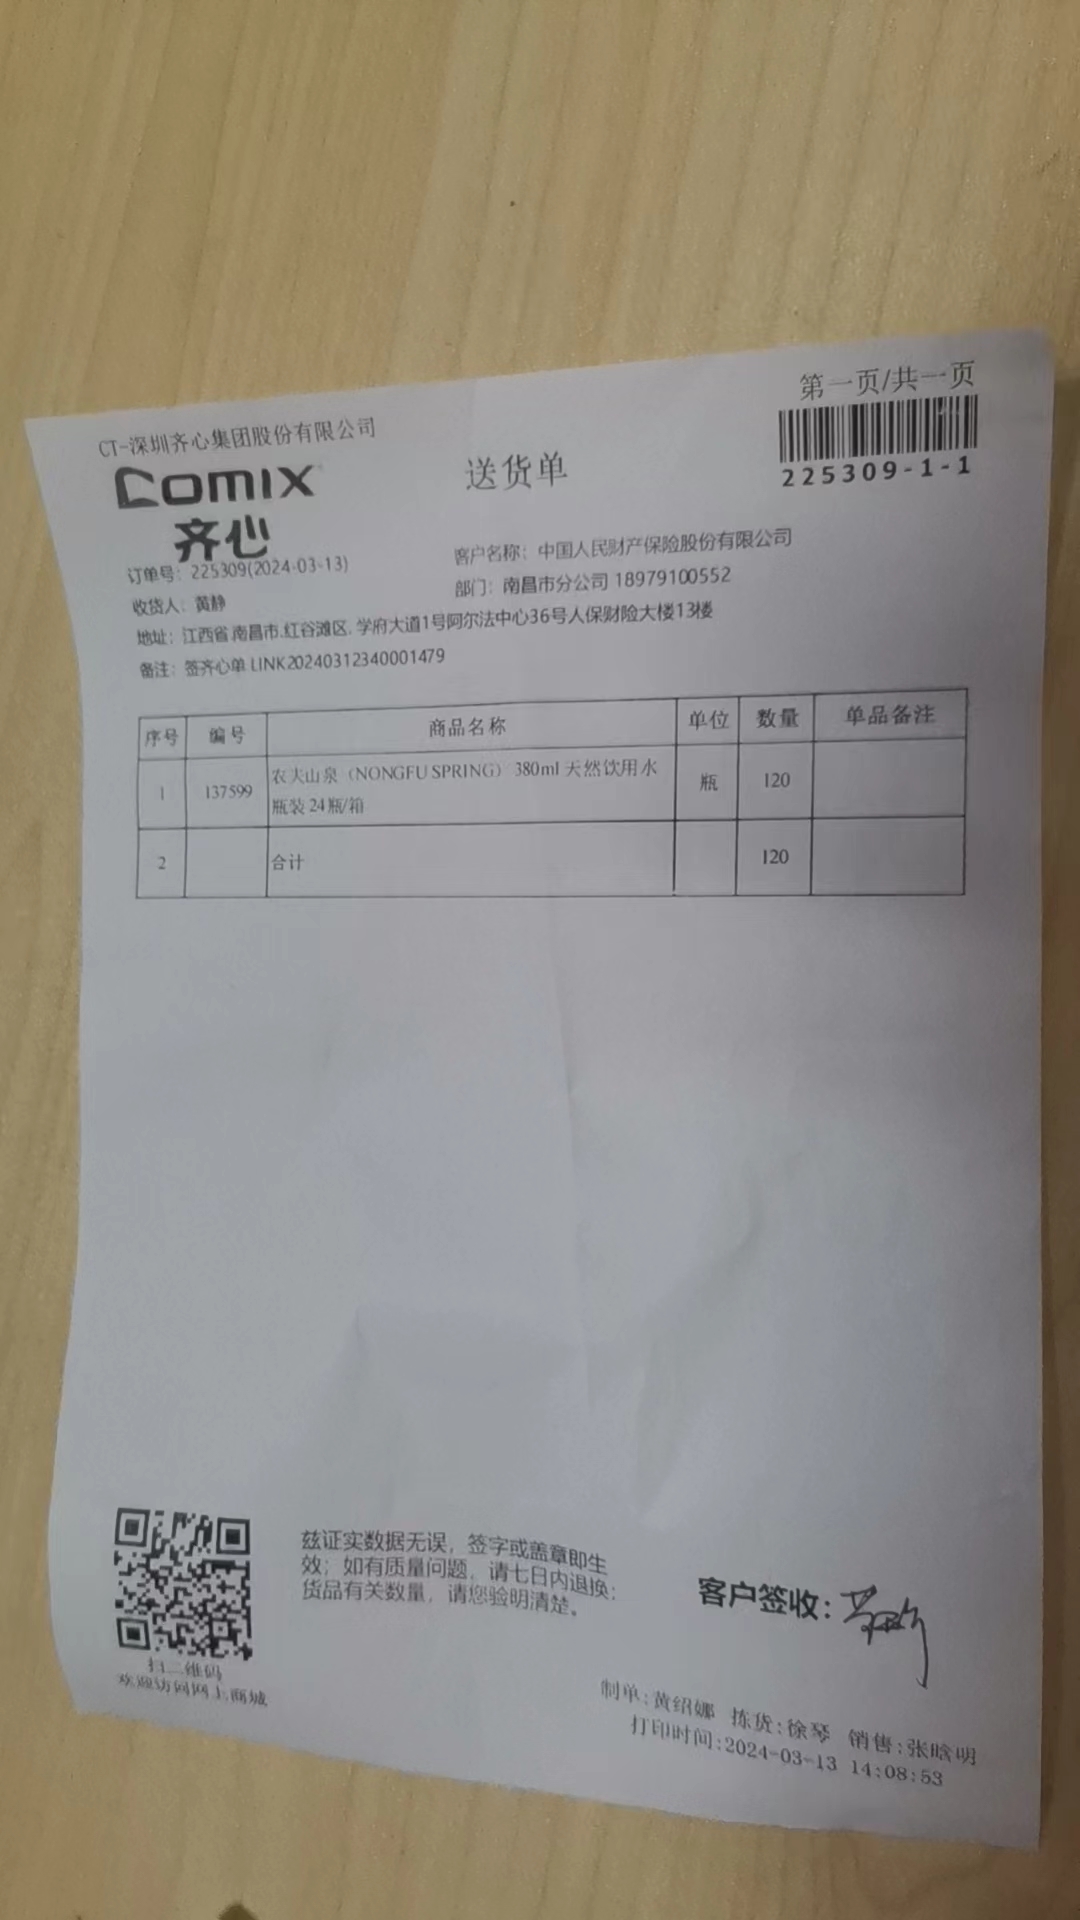 第一页/共一页
CT-深圳齐心集团股份有限公司
comix
齐心
送货单
225309-1-1
订单号：225309(2024-03-13)
客户名称：中国人民财产保险股份有限公司
收货人：黄静
部门：南昌市分公司 18979100552
地址：江西省.南昌市.红谷滩区.学府大道1号阿尔法中心36号人保财险大楼13楼
备注：签齐心单 LINK20240312340001479
序号 编号 商品名称 单位 数量 单品备注
1 137599 农夫山泉（NONGFU SPRING）380ml 天然饮用水 瓶 120
瓶装 24瓶/箱
2 合计 120
兹证实数据无误，签字或盖章即生
效；如有质量问题，请七日内退换；
货品有关数量，请您验明清楚。
客户签收：
扫二维码
欢迎访问网上商城
制单:黄绍娜 拣货:徐琴 销售:张晗明
打印时间:2024-03-13 14:08:53